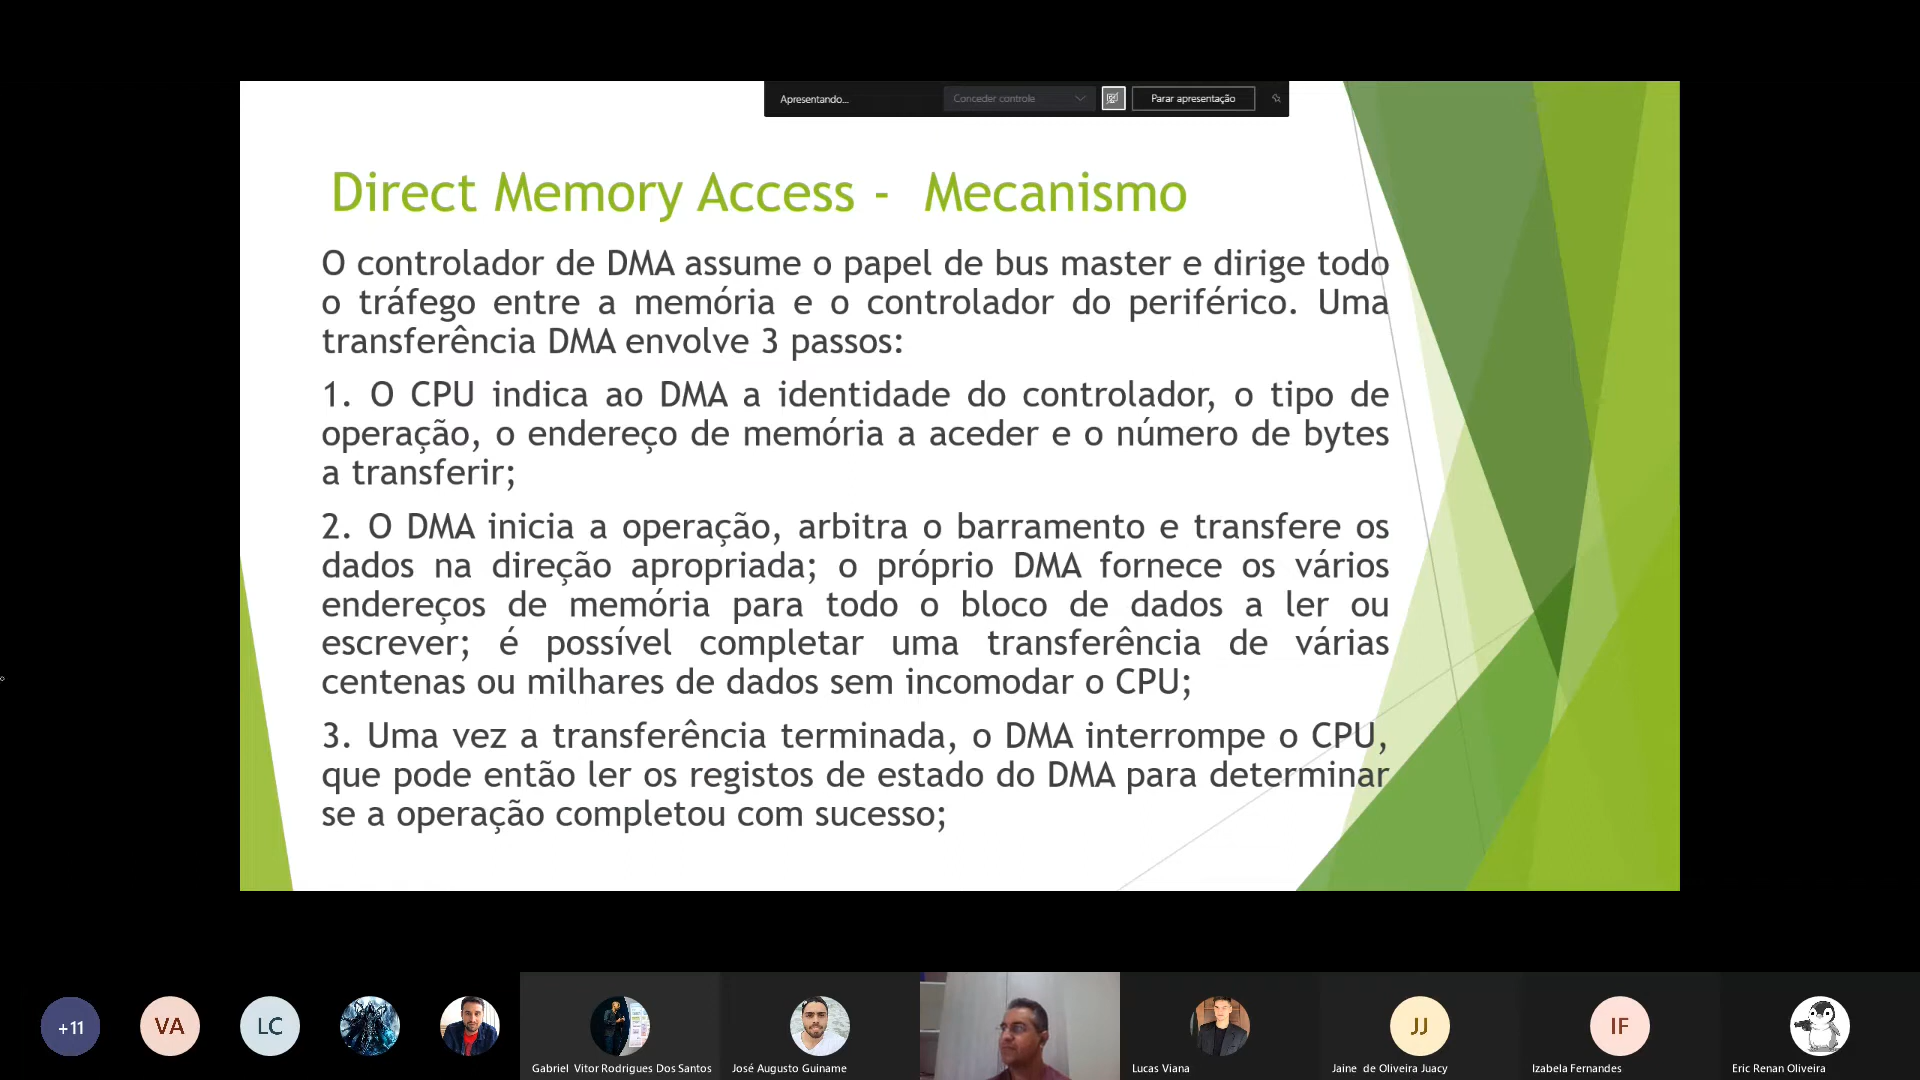 Apresentando...
Conceder controle
Parar apresentação
Direct Memory Access - Mecanismo
O controlador de DMA assume o papel de bus master e dirige todo
o tráfego entre a memória e o controlador do periférico. Uma
transferência DMA envolve 3 passos:
1. O CPU indica ao DMA a identidade do controlador, o tipo de
operação, o endereço de memória a aceder e o número de bytes
a transferir;
2. O DMA inicia a operação, arbitra o barramento e transfere os
dados na direção apropriada; o próprio DMA fornece os vários
endereços de memória para todo o bloco de dados a ler ou
escrever; é possível completar uma transferência de várias
centenas ou milhares de dados sem incomodar o CPU;
3. Uma vez a transferência terminada, o DMA interrompe o CPU,
que pode então ler os registos de estado do DMA para determinar
se a operação completou com sucesso;
+11
VA
LC
JJ
IF
Gabriel Vitor Rodrigues Dos Santos
José Augusto Guiname
Lucas Viana
Jaine de Oliveira Juacy
Izabela Fernandes
Eric Renan Oliveira